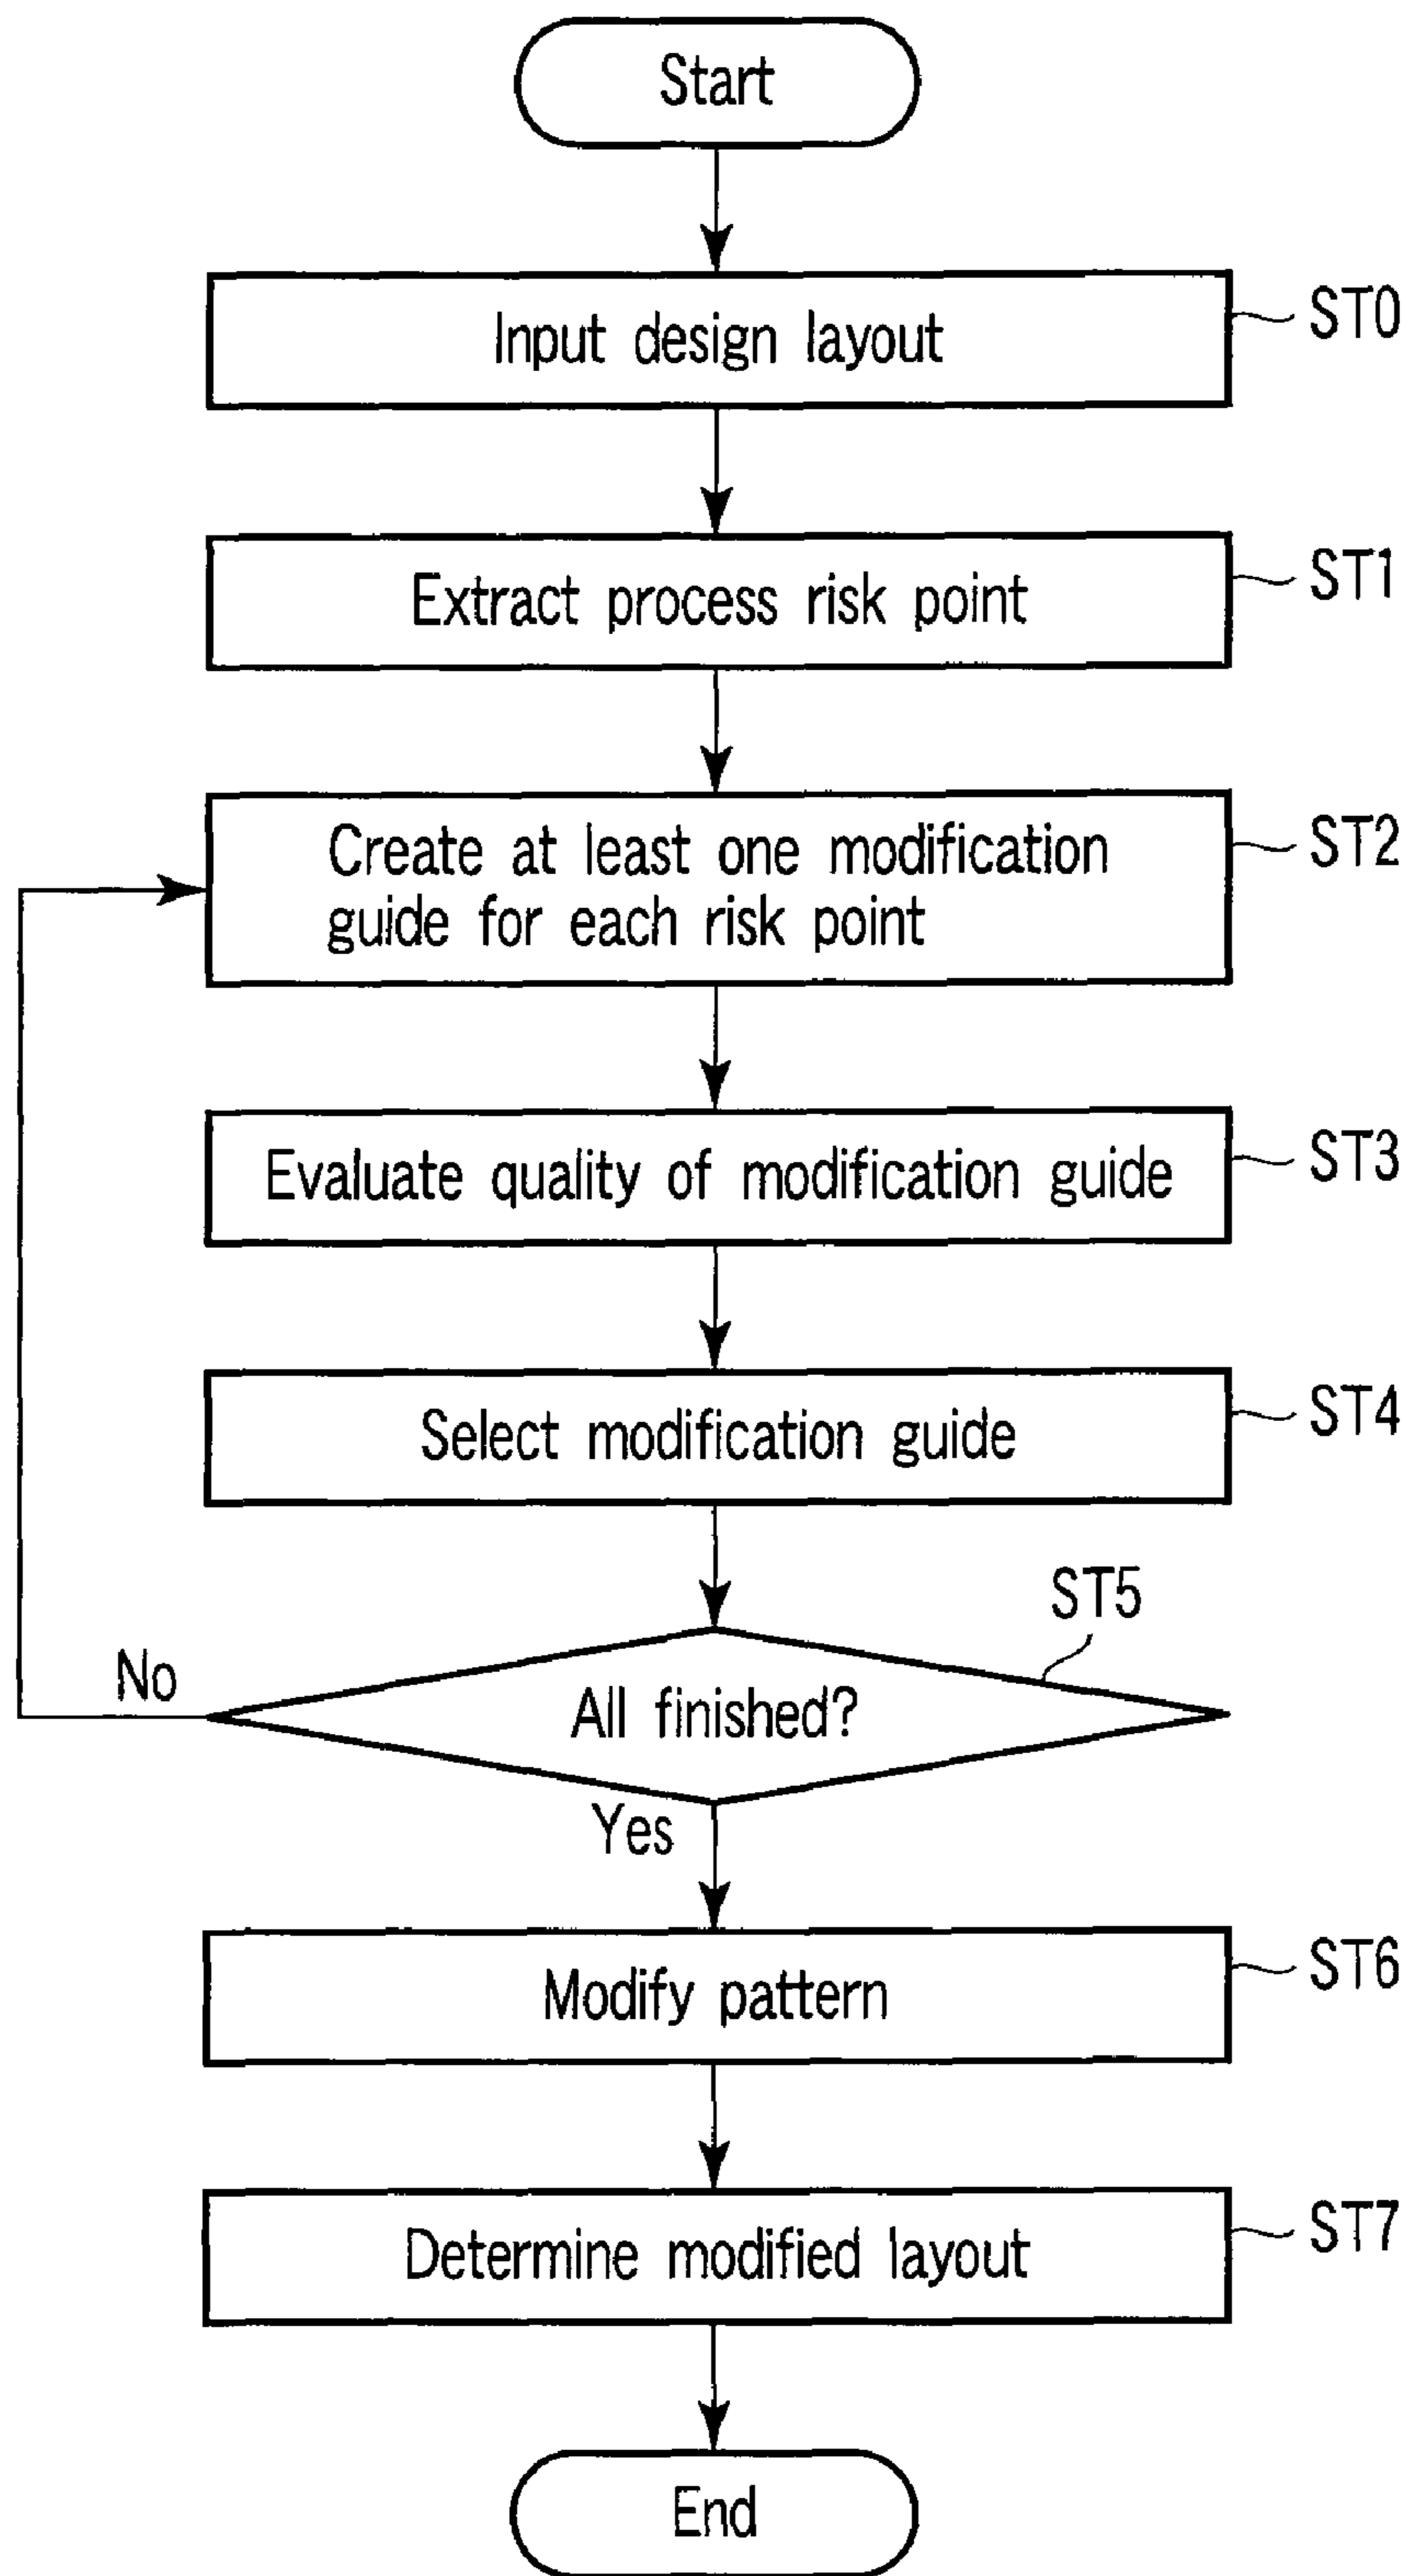 Start
Input design layout
ST0
Extract process risk point
ST1
Create at least one modification
guide for each risk point
ST2
Evaluate quality of modification guide
ST3
Select modification guide
ST4
ST5
All finished?
No
Yes
Modify pattern
ST6
Determine modified layout
ST7
End